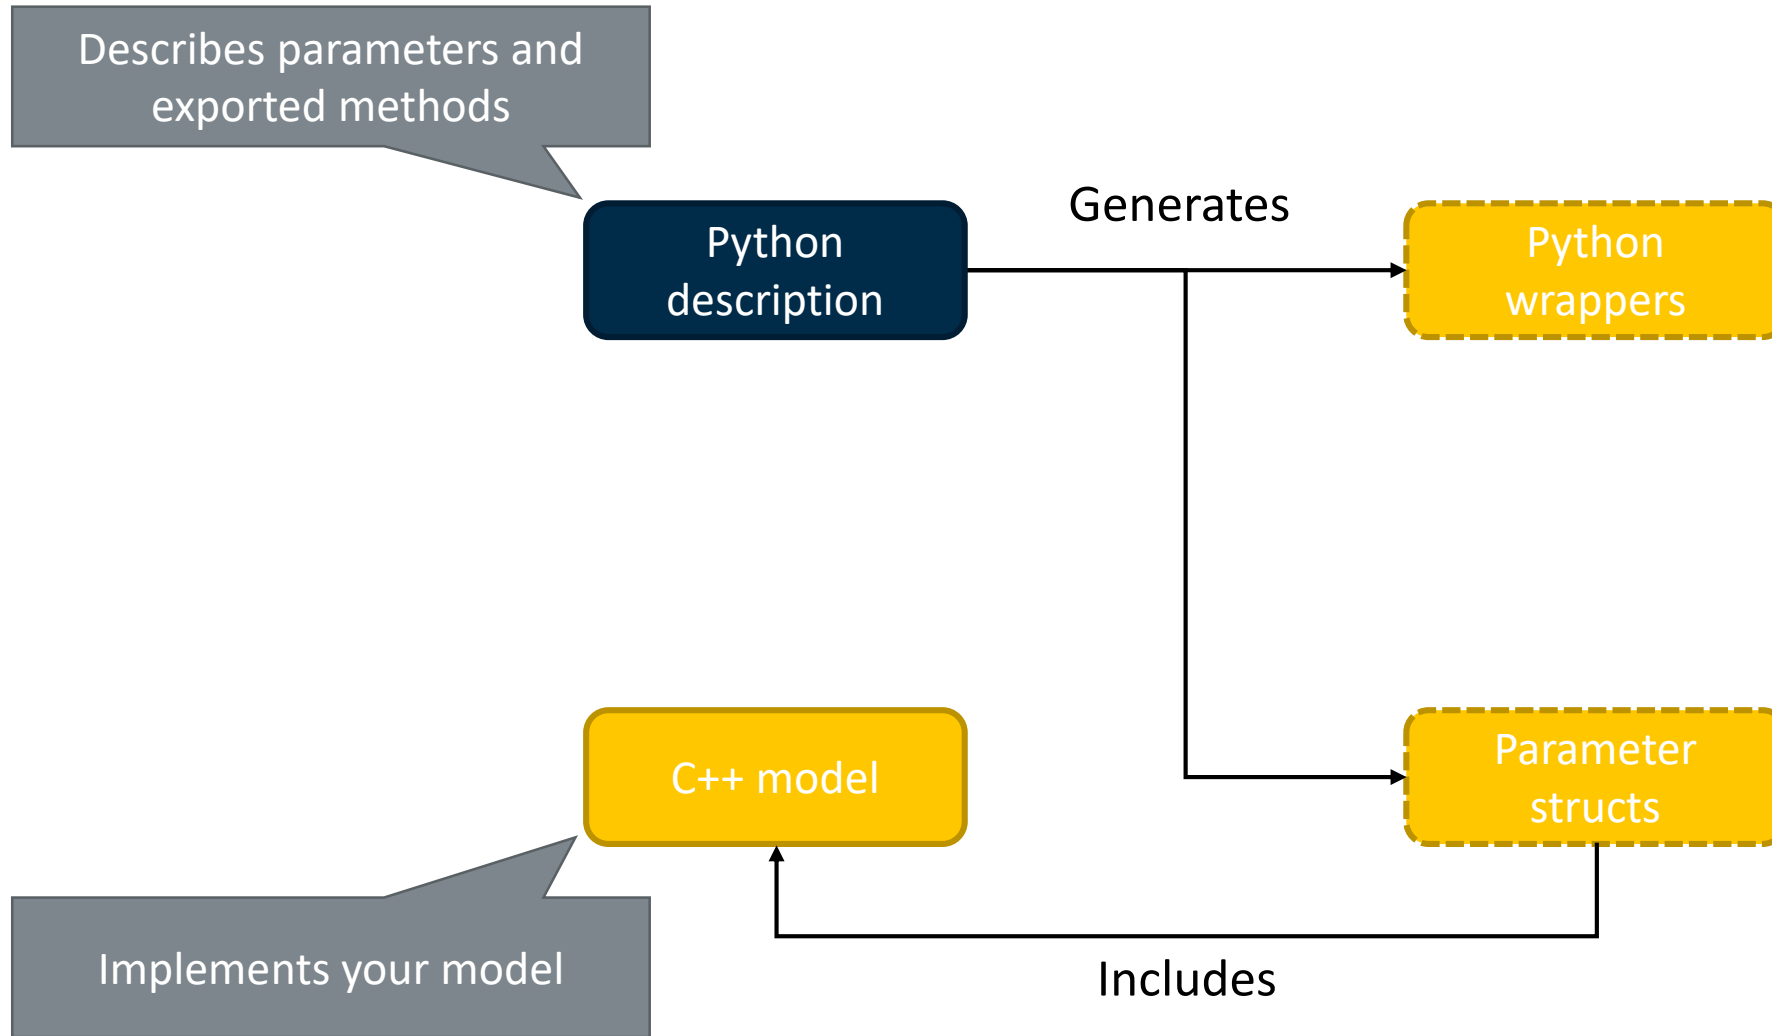 Describes parameters and
exported methods
Python
description
Generates
Python
wrappers
C++ model
Parameter
structs
Implements your model
Includes